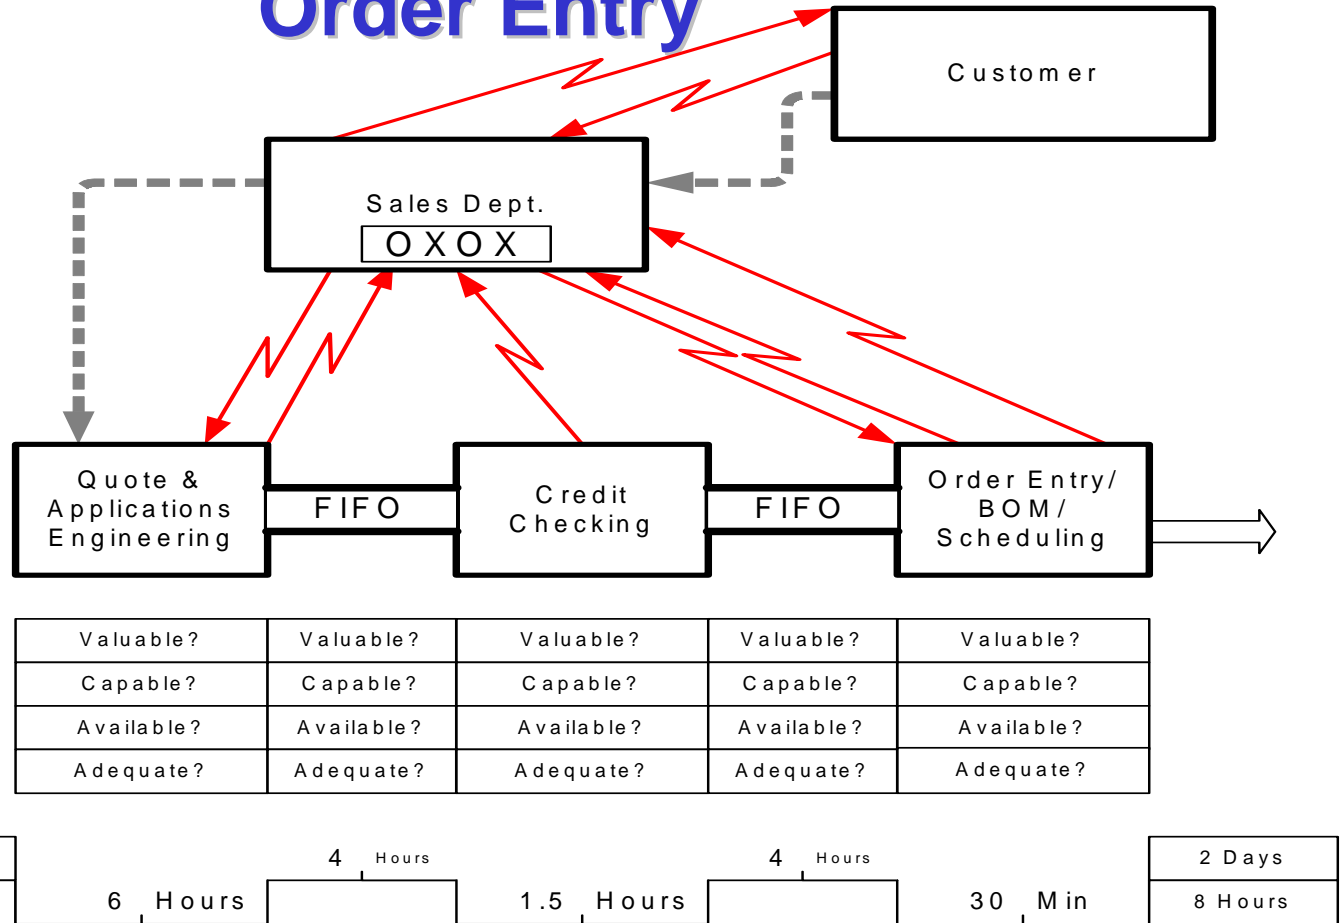 Order Entry
Customer
Sales Dept.
OXOX
Quote &
Applications
Engineering
FIFO
Credit
Checking
FIFO
Order Entry/
BOM/
Scheduling
Valuable? Valuable? Valuable? Valuable? Valuable?
Capable? Capable? Capable? Capable? Capable?
Available? Available? Available? Available? Available?
Adequate? Adequate? Adequate? Adequate? Adequate?
4 Hours 4 Hours 2 Days
6 Hours 1.5 Hours 30 Min 8 Hours